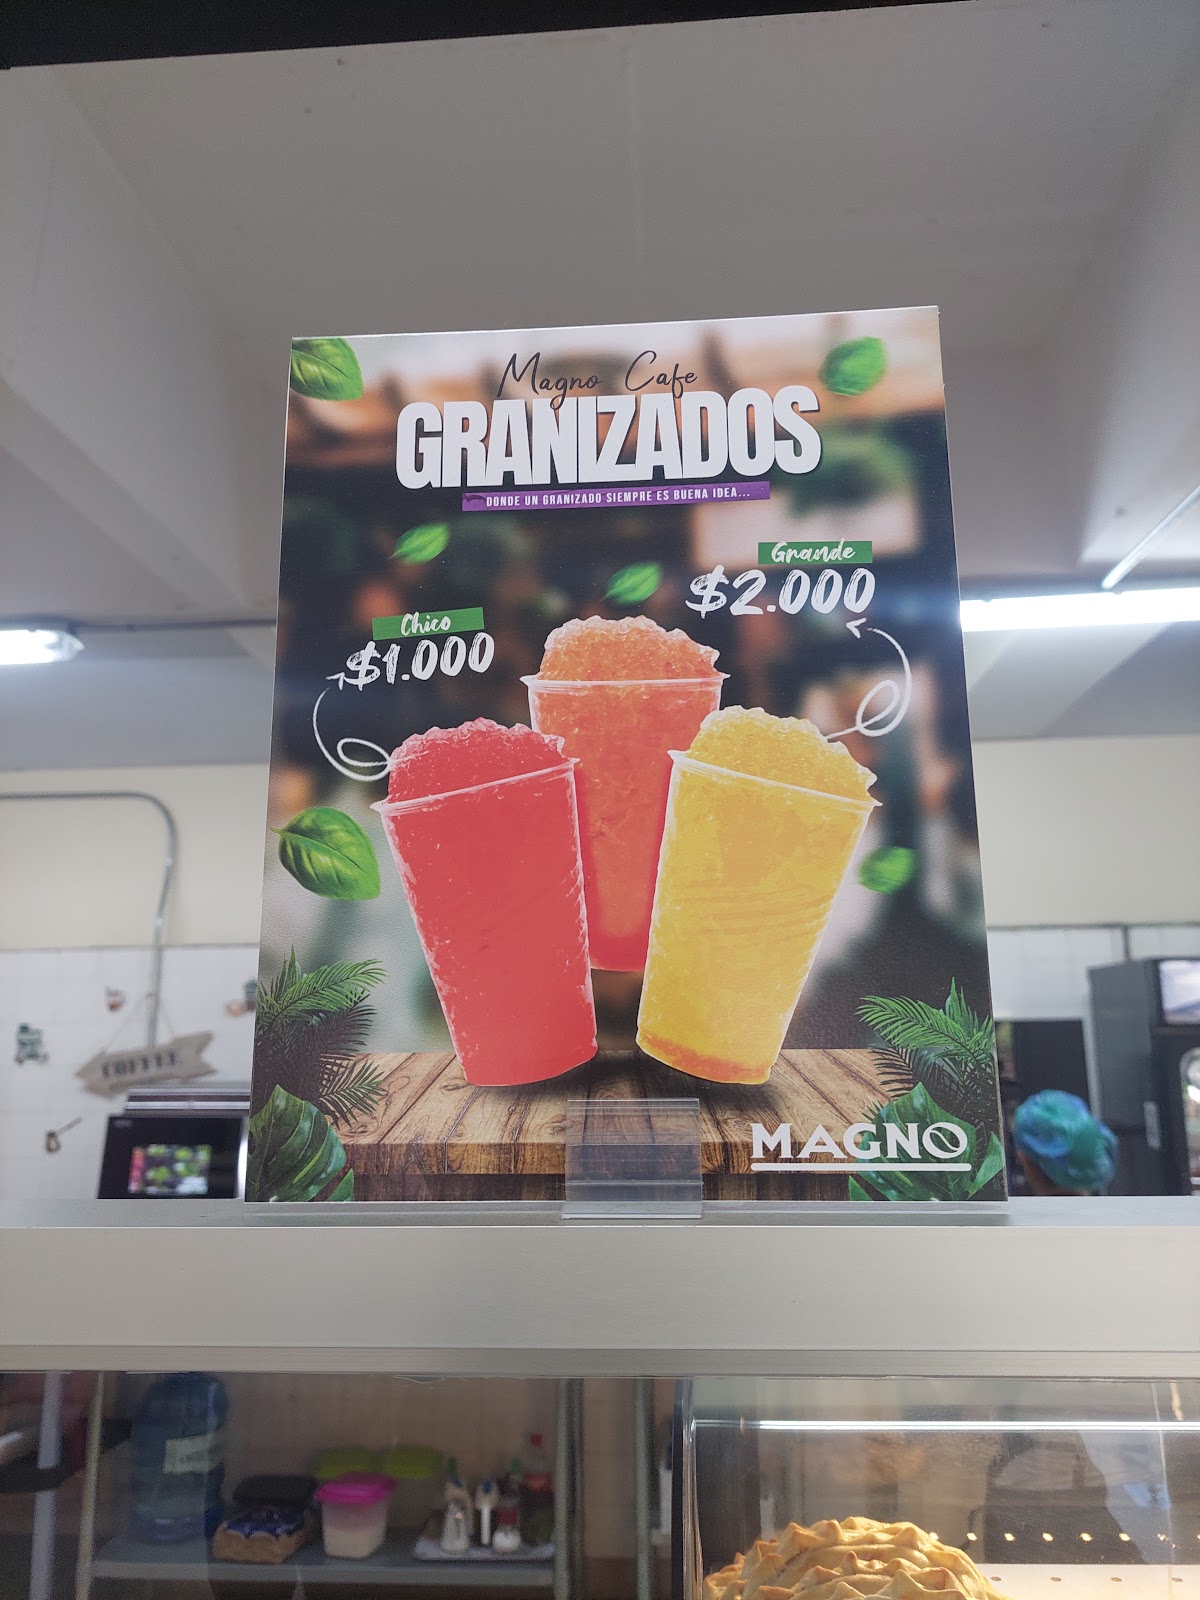 Magno Cafe
GRANIZADOS
DONDE UN GRANIZADO SIEMPRE ES BUENA IDEA...
Grande
$2.000
Chico
$1.000
MAGNO
COFFEE